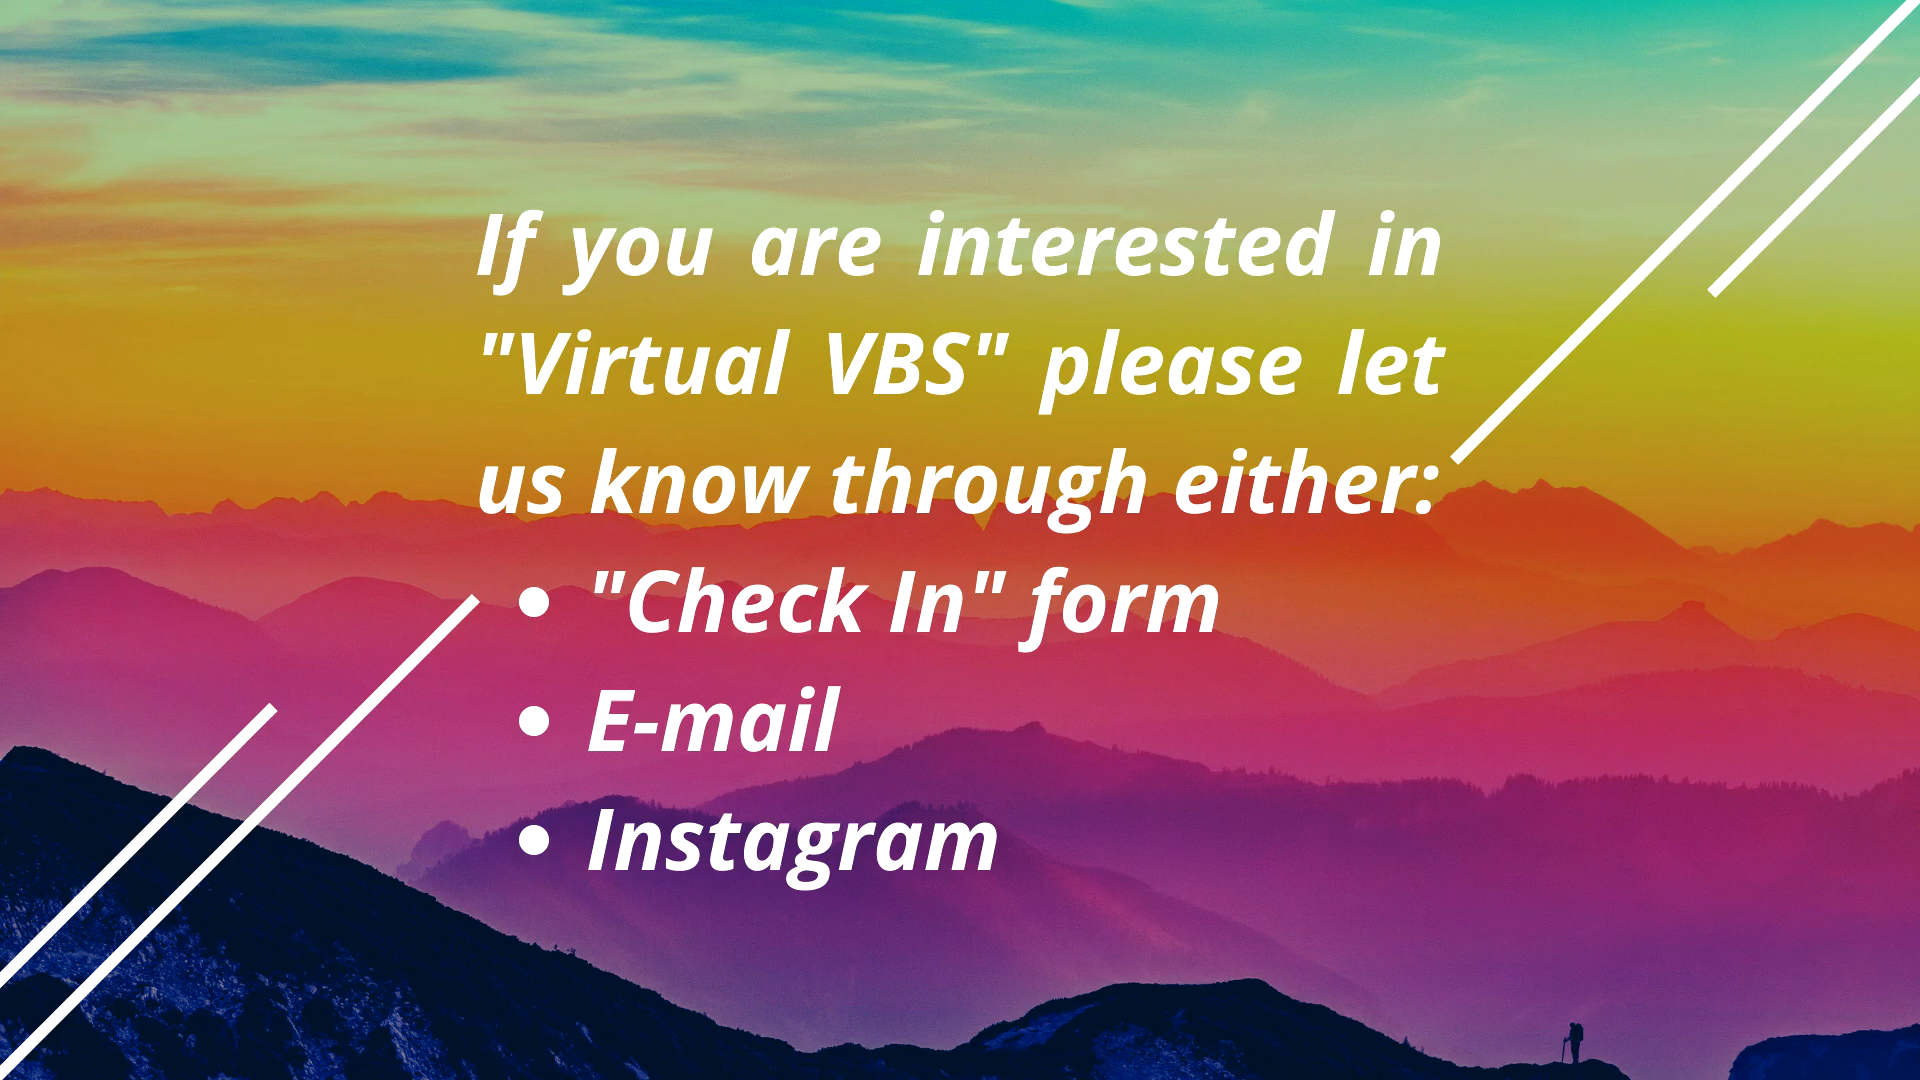 If you are interested in
"Virtual VBS" please let
us know through either:
• "Check In" form
• E-mail
• Instagram